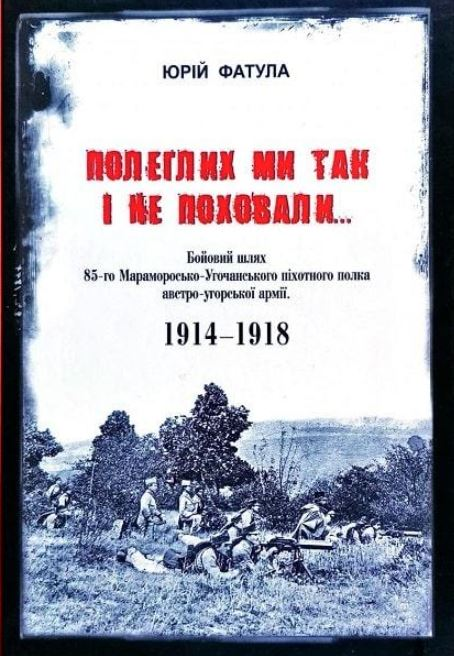 ЮРІЙ ФАТУЛА
ПОЛЕГЛИХ МИ ТАК
І НЕ ПОХОВАЛИ...
Бойовий шлях
85-го Мараморосько-Угочанського піхотного полка
австро-угорської армії.
1914–1918